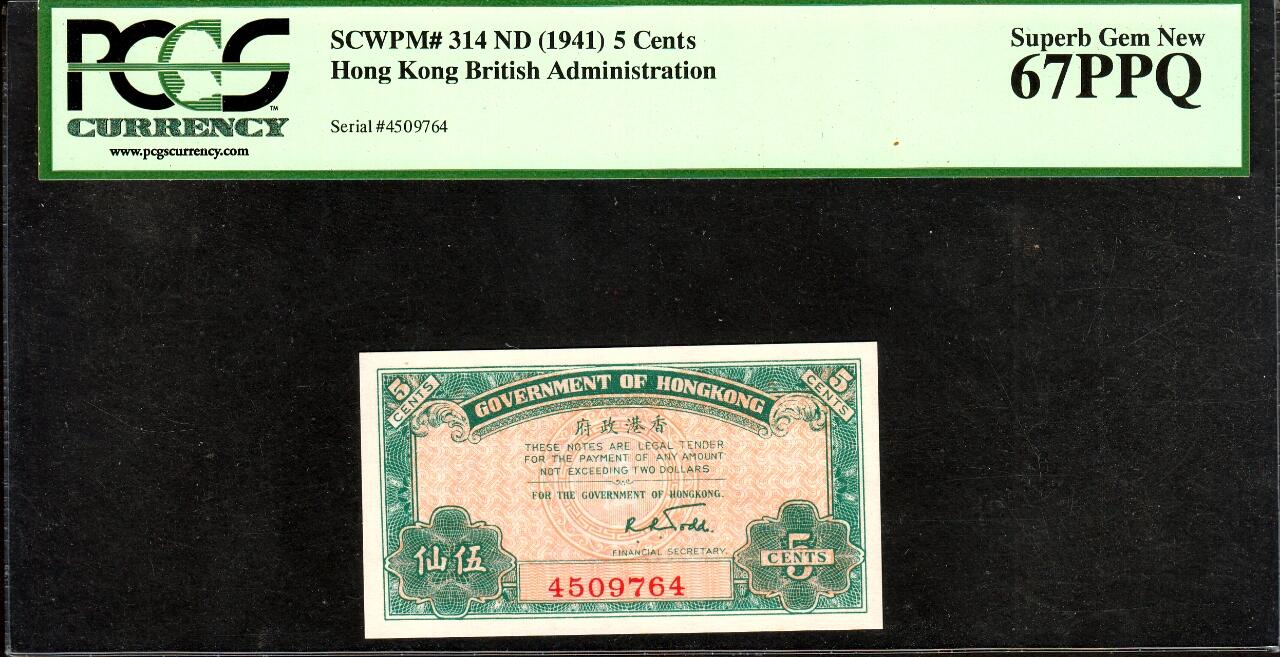 PCGS
CURRENCY
www.pcgscurrency.com
SCWPM# 314 ND (1941) 5 Cents
Hong Kong British Administration
Serial #4509764
Superb Gem New
67PPQ
5
CENTS
GOVERNMENT OF HONGKONG
5
CENTS
府政港香
THESE NOTES ARE LEGAL TENDER
FOR THE PAYMENT OF ANY AMOUNT
NOT EXCEEDING TWO DOLLARS
FOR THE GOVERNMENT OF HONGKONG.
R R Todd.
FINANCIAL SECRETARY.
仙伍
5
CENTS
4509764